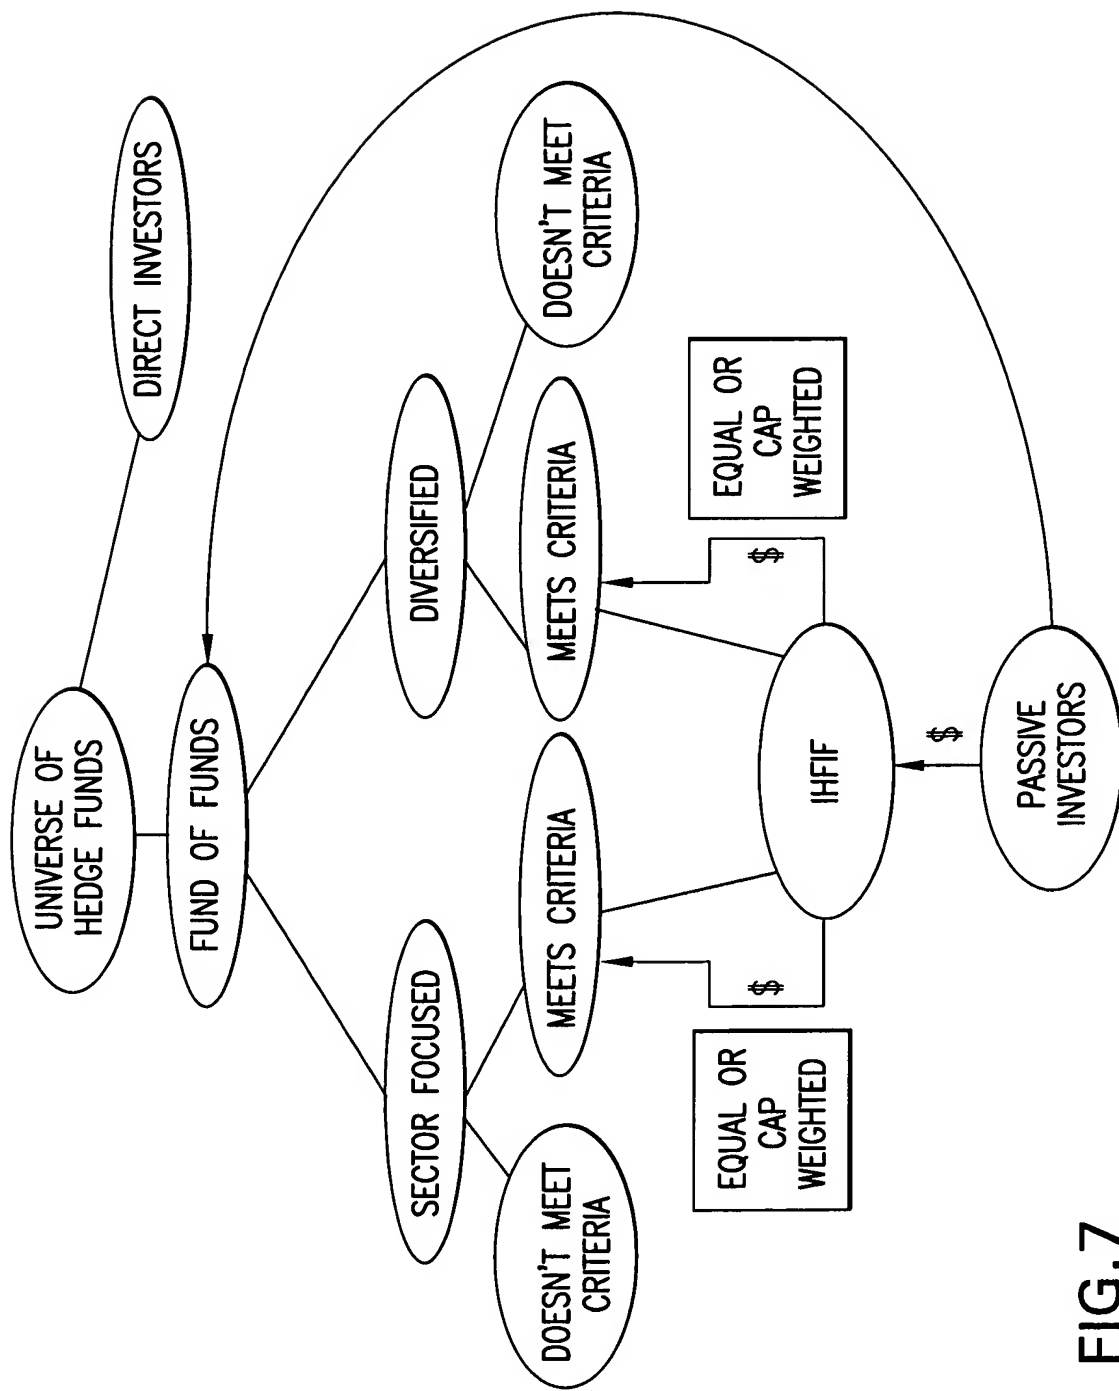 UNIVERSE OF
HEDGE FUNDS
DIRECT INVESTORS
FUND OF FUNDS
SECTOR FOCUSED
DIVERSIFIED
DOESN'T MEET
CRITERIA
MEETS CRITERIA
MEETS CRITERIA
DOESN'T MEET
CRITERIA
EQUAL OR
CAP
WEIGHTED
$
$
EQUAL OR
CAP
WEIGHTED
IHFIF
$
PASSIVE
INVESTORS
FIG.7